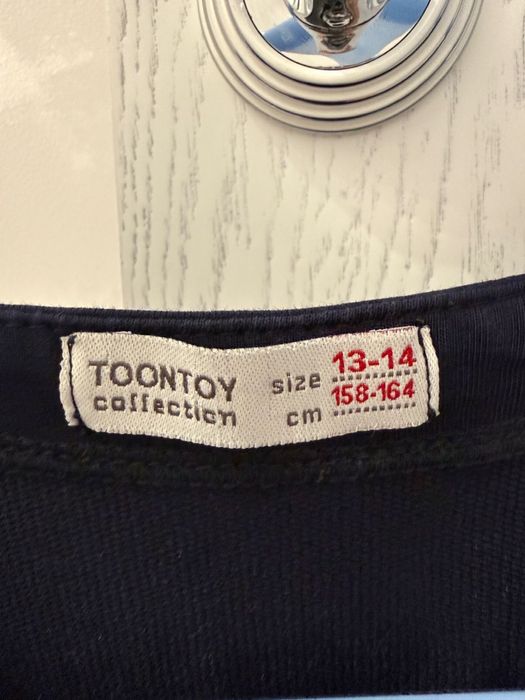 TOONTOY
collection
size 13-14
cm 158-164